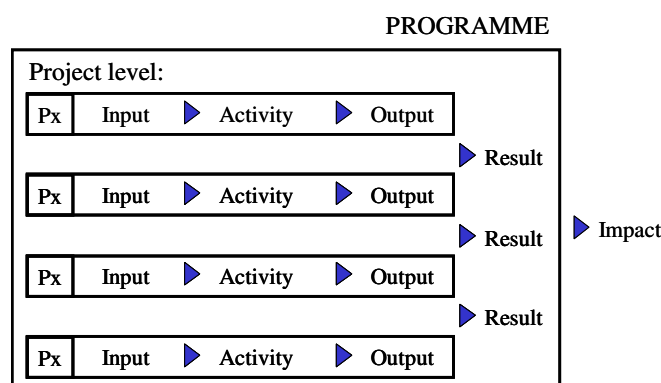 PROGRAMME
Project level:
Px Input Activity Output
Result
Px Input Activity Output
Result
Impact
Px Input Activity Output
Result
Px Input Activity Output